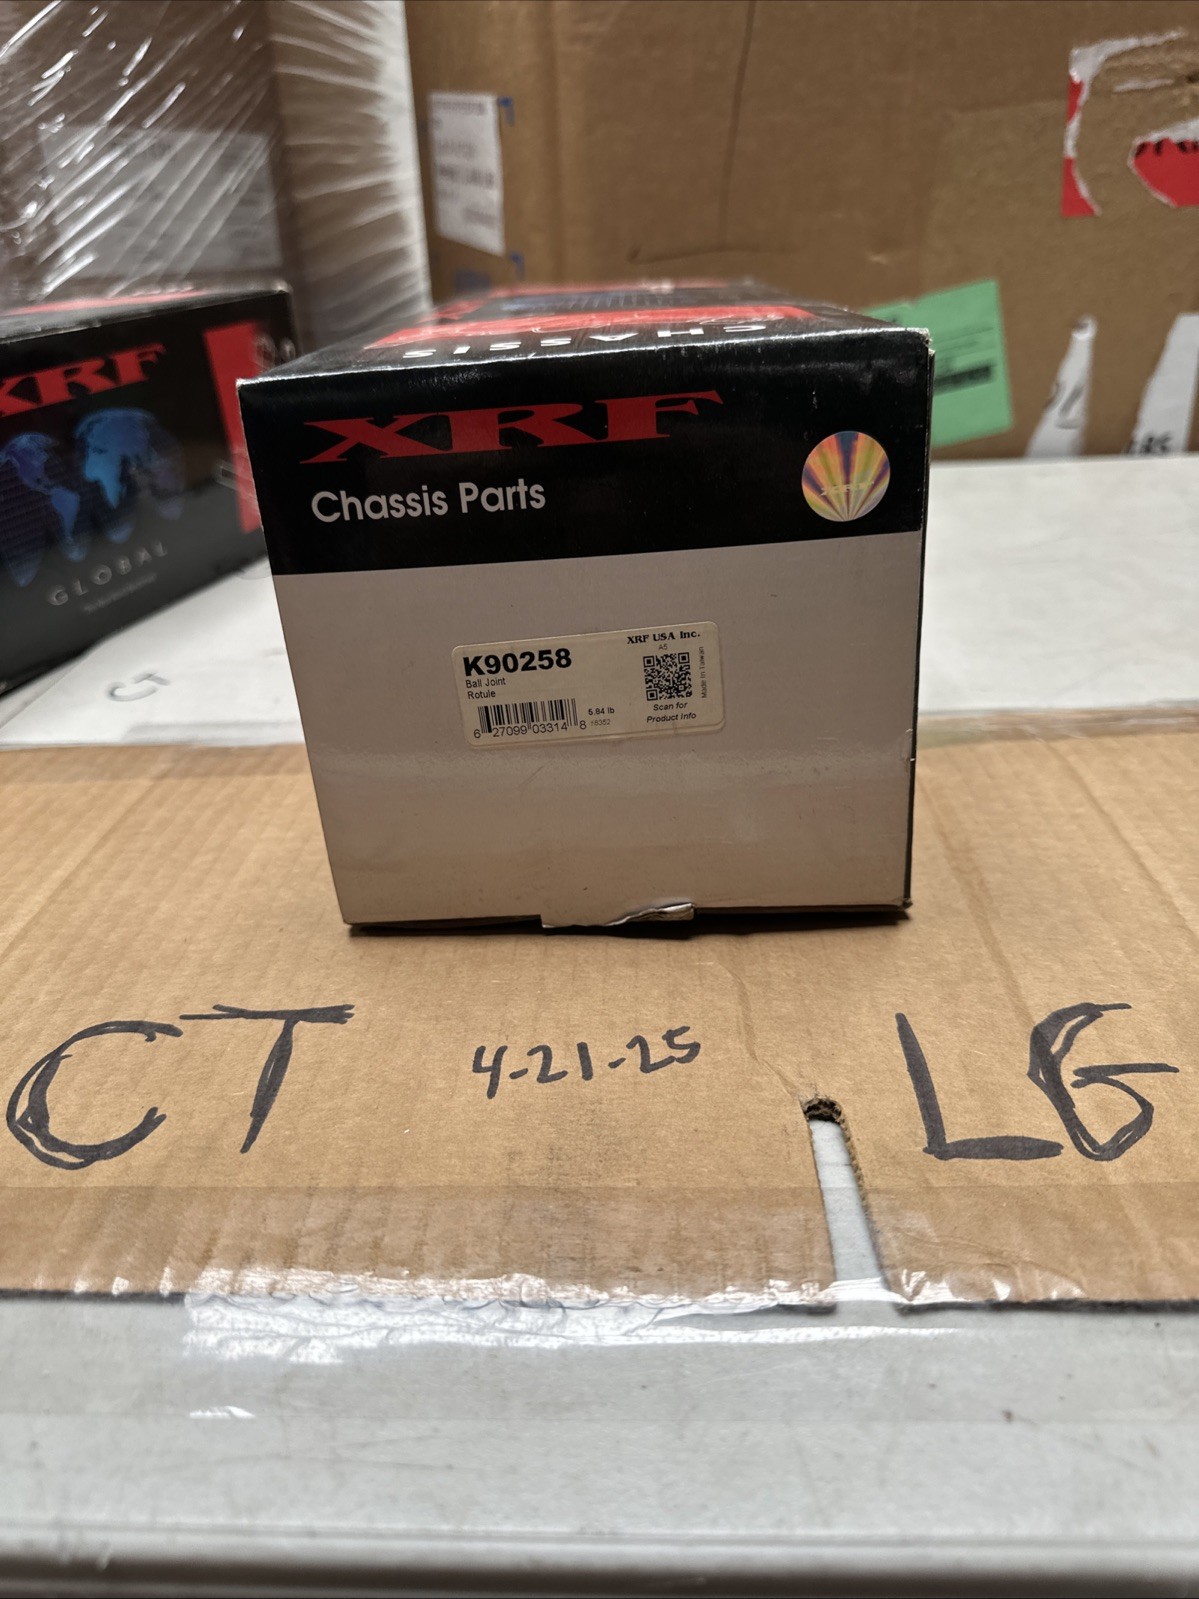 CHASSIS
XRF
Chassis Parts
XRF
GLOBAL
XRF USA Inc.
A5
K90258
Ball Joint
Rotule
Made in Taiwan
5.84 lb
Scan for
Product Info
6 27099 03314 8
CT
CT 4-21-25 LG